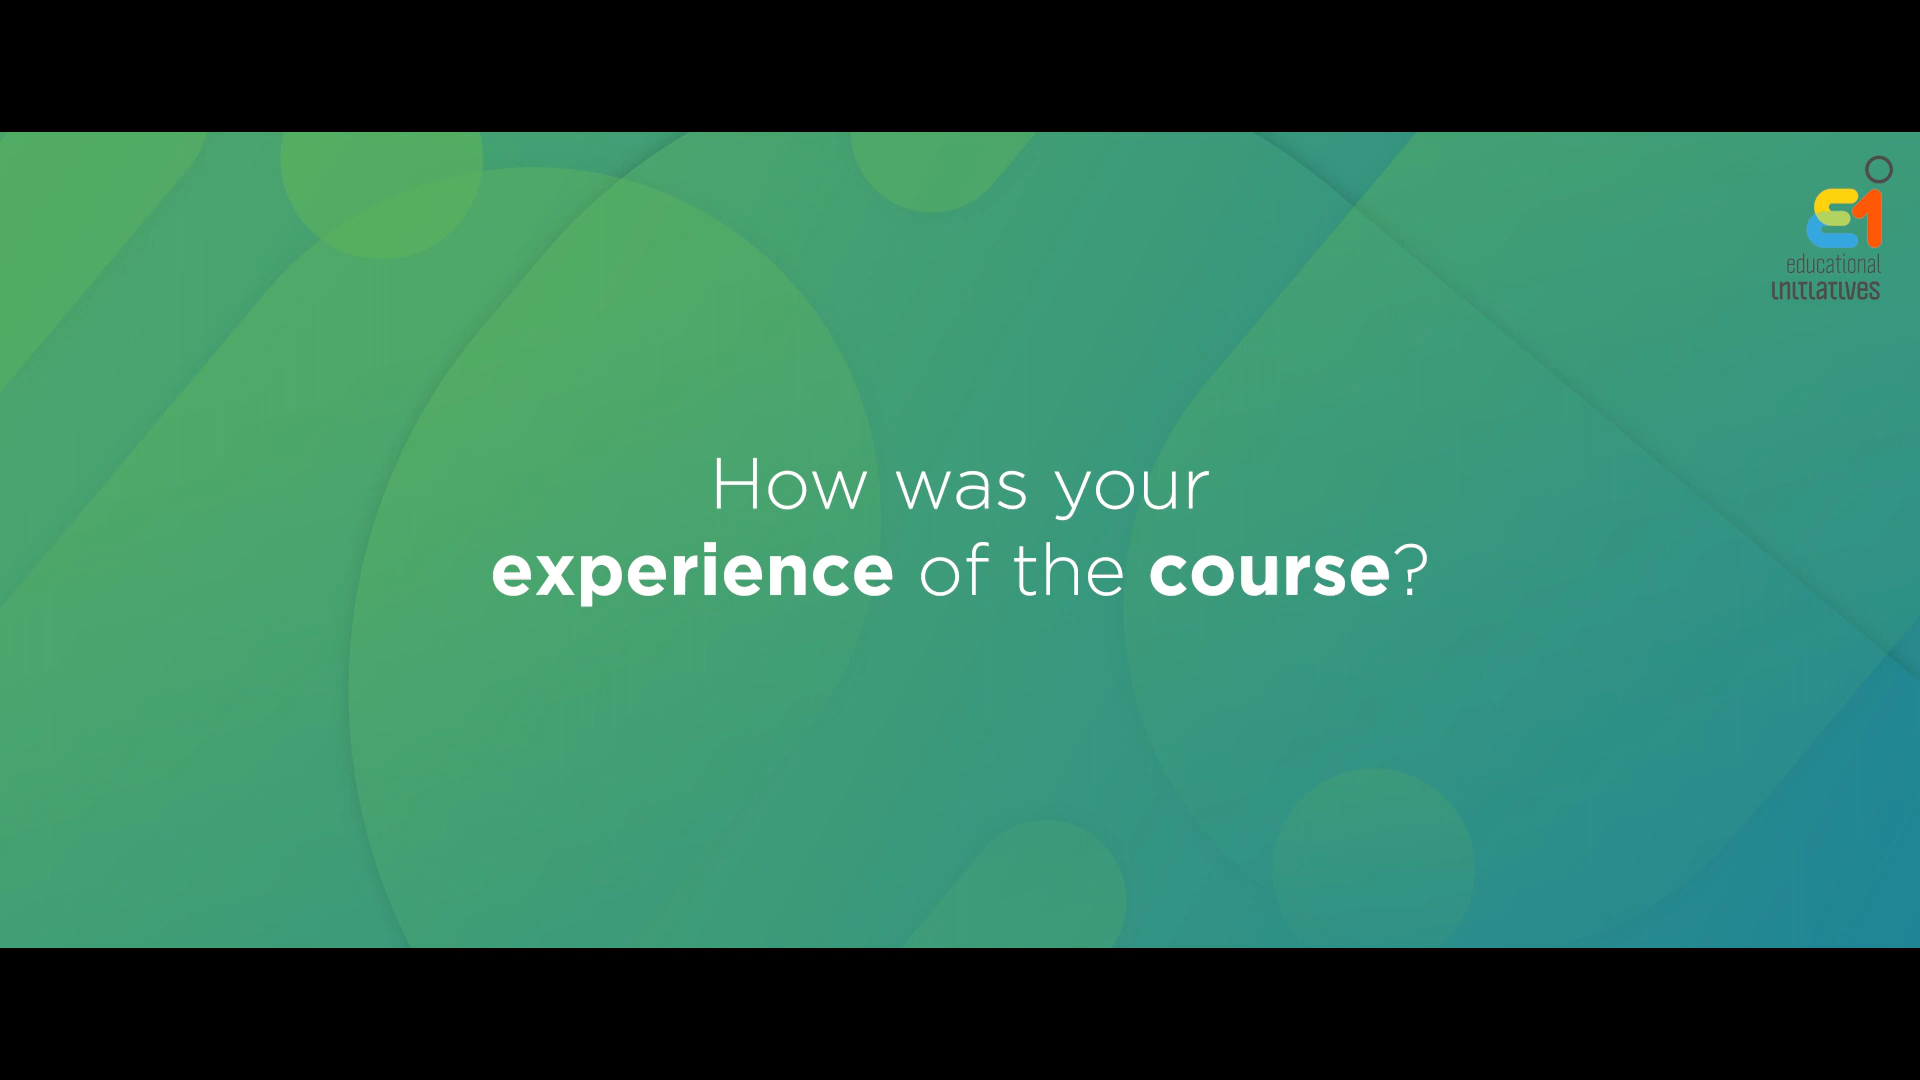 educational
initiatives
How was your
experience of the course?